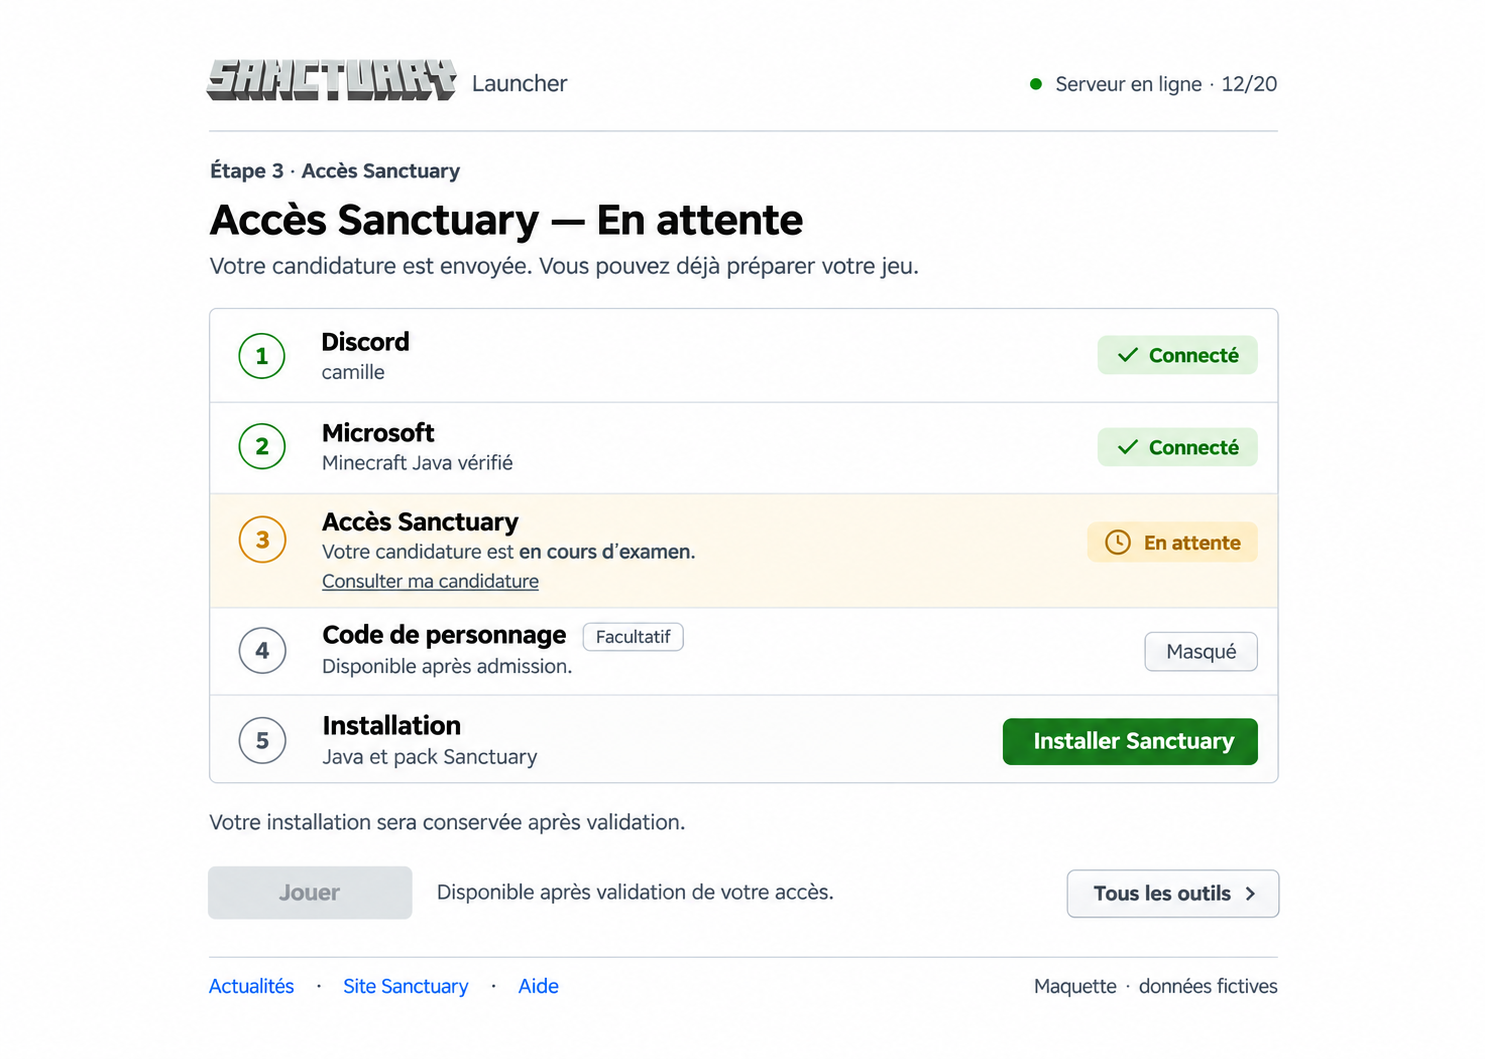 SANCTUARY Launcher
Serveur en ligne · 12/20
Étape 3 · Accès Sanctuary
Accès Sanctuary — En attente
Votre candidature est envoyée. Vous pouvez déjà préparer votre jeu.
1
Discord
camille
Connecté
2
Microsoft
Minecraft Java vérifié
Connecté
3
Accès Sanctuary
Votre candidature est en cours d’examen.
Consulter ma candidature
En attente
4
Code de personnage
Facultatif
Disponible après admission.
Masqué
5
Installation
Java et pack Sanctuary
Installer Sanctuary
Votre installation sera conservée après validation.
Jouer
Disponible après validation de votre accès.
Tous les outils
Actualités · Site Sanctuary · Aide
Maquette · données fictives